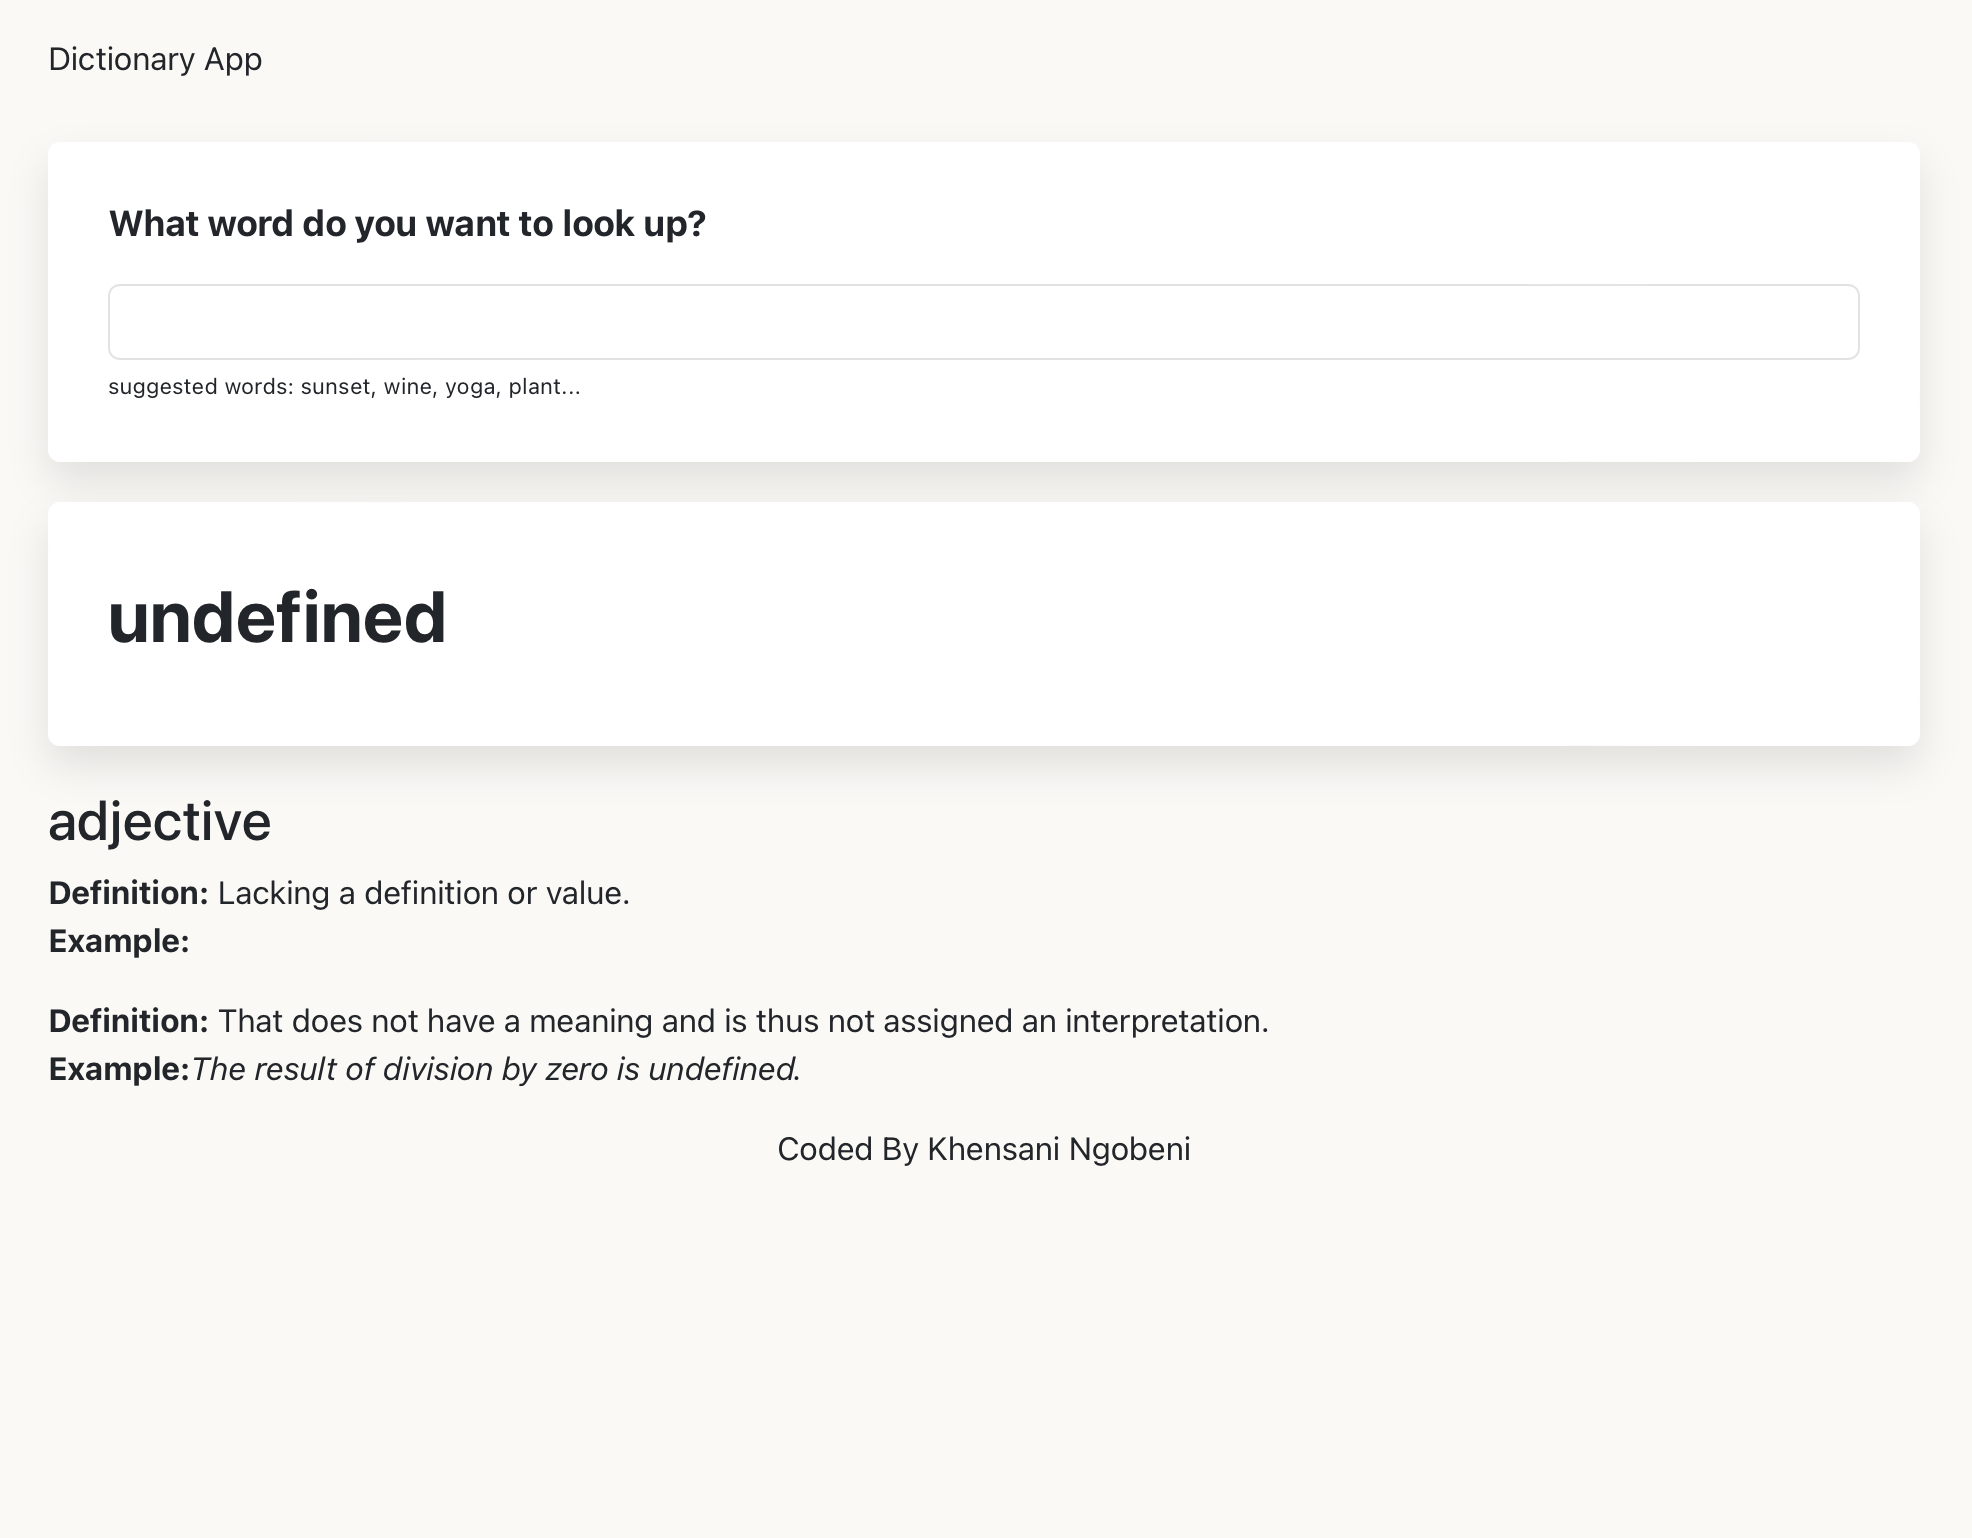 Dictionary App
What word do you want to look up?
suggested words: sunset, wine, yoga, plant...
undefined
adjective
Definition: Lacking a definition or value.
Example:
Definition: That does not have a meaning and is thus not assigned an interpretation.
Example:The result of division by zero is undefined.
Coded By Khensani Ngobeni